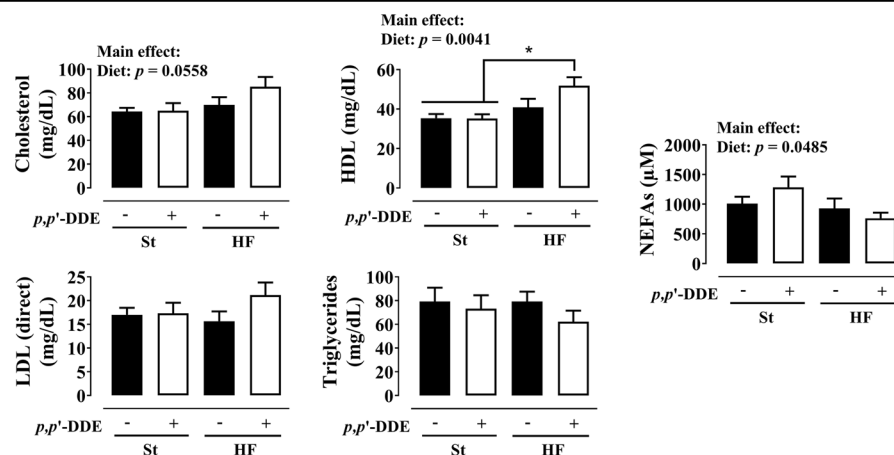 Main effect:
Diet: p = 0.0558
Cholesterol
(mg/dL)
100
80
60
40
20
0
p,p'-DDE - + - +
St HF
Main effect:
Diet: p = 0.0041
*
HDL (mg/dL)
60
40
20
0
p,p'-DDE - + - +
St HF
Main effect:
Diet: p = 0.0485
NEFAs (µM)
2000
1500
1000
500
0
p,p'-DDE - + - +
St HF
LDL (direct)
(mg/dL)
25
20
15
10
5
0
p,p'-DDE - + - +
St HF
Triglycerides
(mg/dL)
100
80
60
40
20
0
p,p'-DDE - + - +
St HF